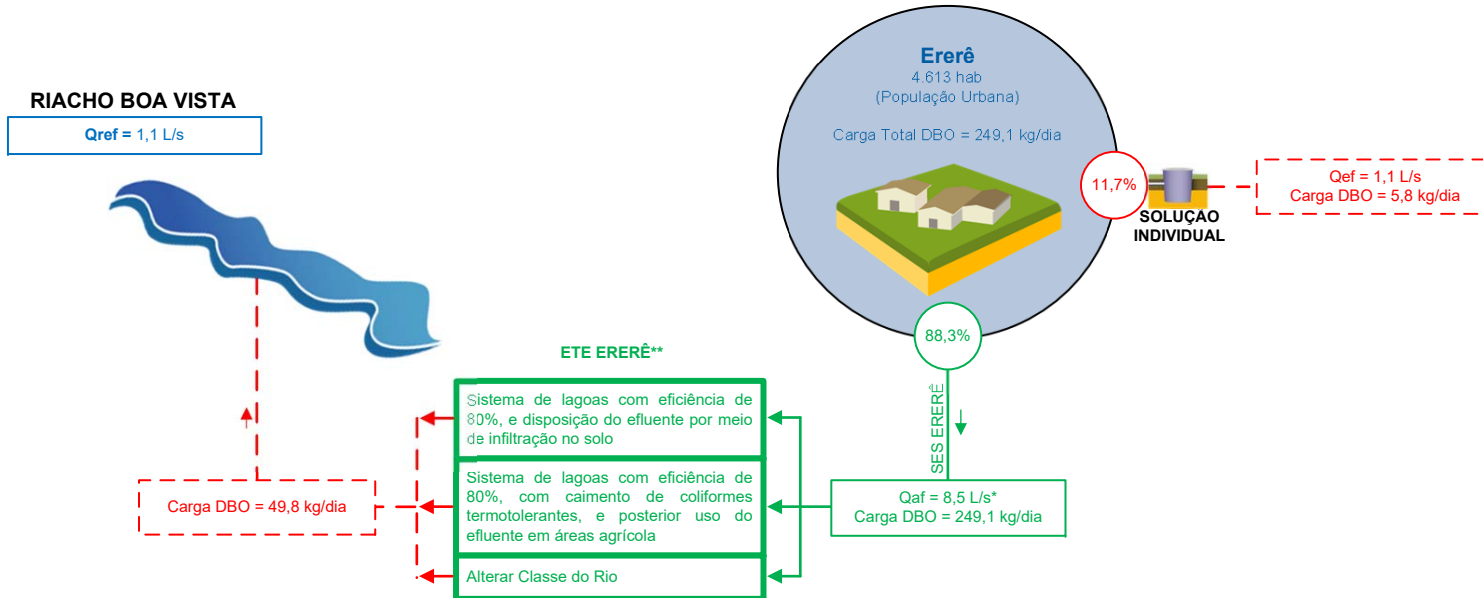 RIACHO BOA VISTA
Qref = 1,1 L/s
Ererê
4.613 hab
(População Urbana)
Carga Total DBO = 249,1 kg/dia
11,7%
SOLUÇÃO
INDIVIDUAL
Qef = 1,1 L/s
Carga DBO = 5,8 kg/dia
88,3%
SES ERERÊ
ETE ERERÊ**
Sistema de lagoas com eficiência de
80%, e disposição do efluente por meio
de infiltração no solo
Sistema de lagoas com eficiência de
80%, com caimento de coliformes
termotolerantes, e posterior uso do
efluente em áreas agrícola
Alterar Classe do Rio
Carga DBO = 49,8 kg/dia
Qaf = 8,5 L/s*
Carga DBO = 249,1 kg/dia